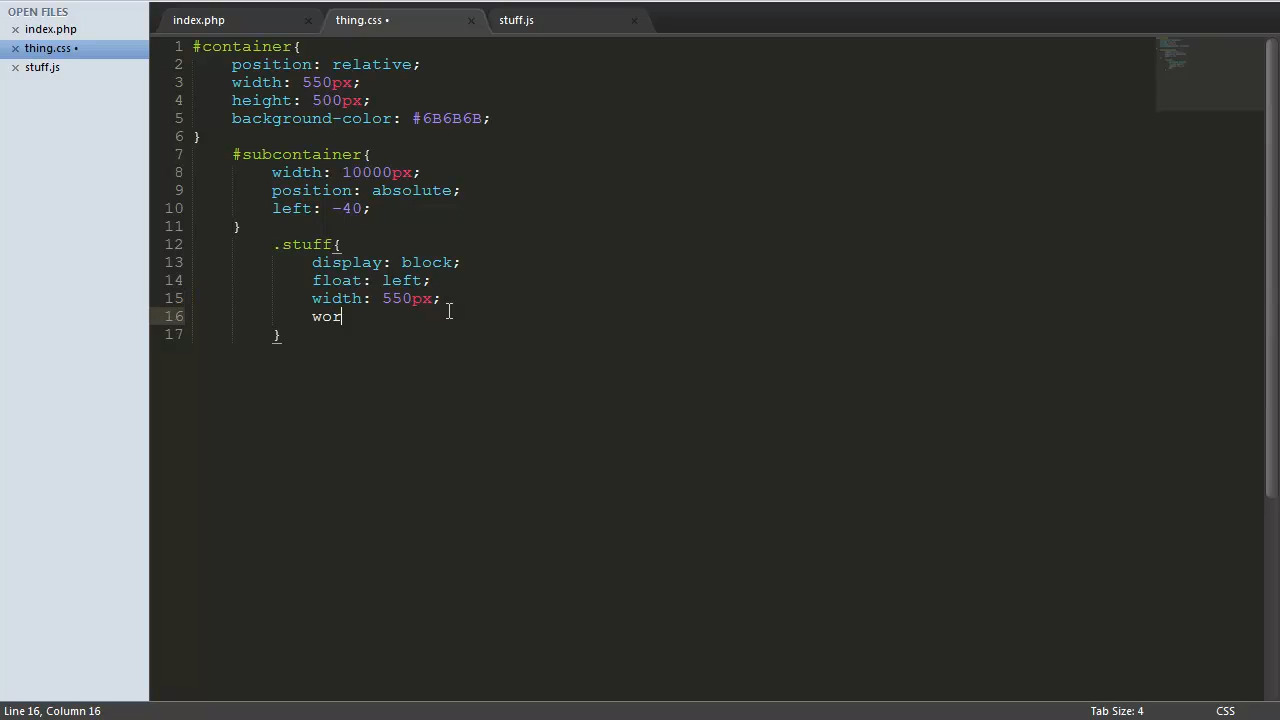 OPEN FILES
index.php
thing.css •
stuff.js
index.php × thing.css • × stuff.js ×
1 #container{
2 position: relative;
3 width: 550px;
4 height: 500px;
5 background-color: #6B6B6B;
6 }
7 #subcontainer{
8 width: 10000px;
9 position: absolute;
10 left: -40;
11 }
12 .stuff{
13 display: block;
14 float: left;
15 width: 550px;
16 wor
17 }
Line 16, Column 16 Tab Size: 4 CSS